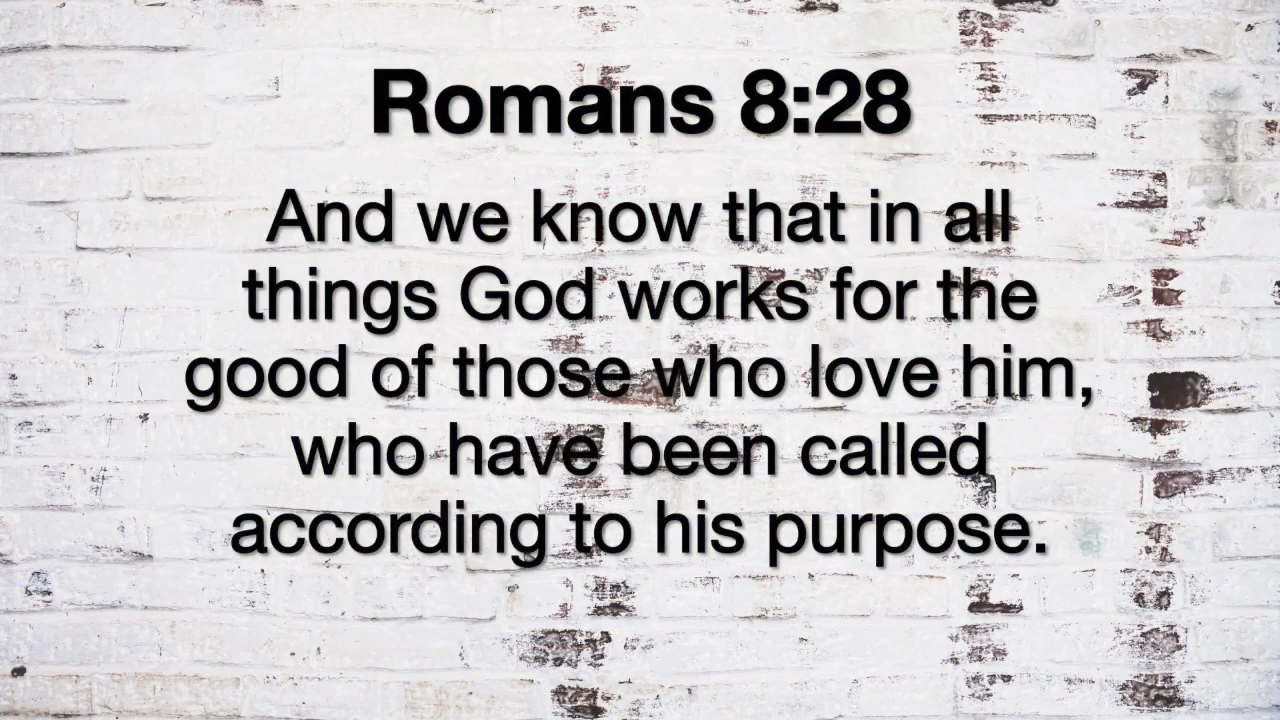 Romans 8:28
And we know that in all
things God works for the
good of those who love him,
who have been called
according to his purpose.